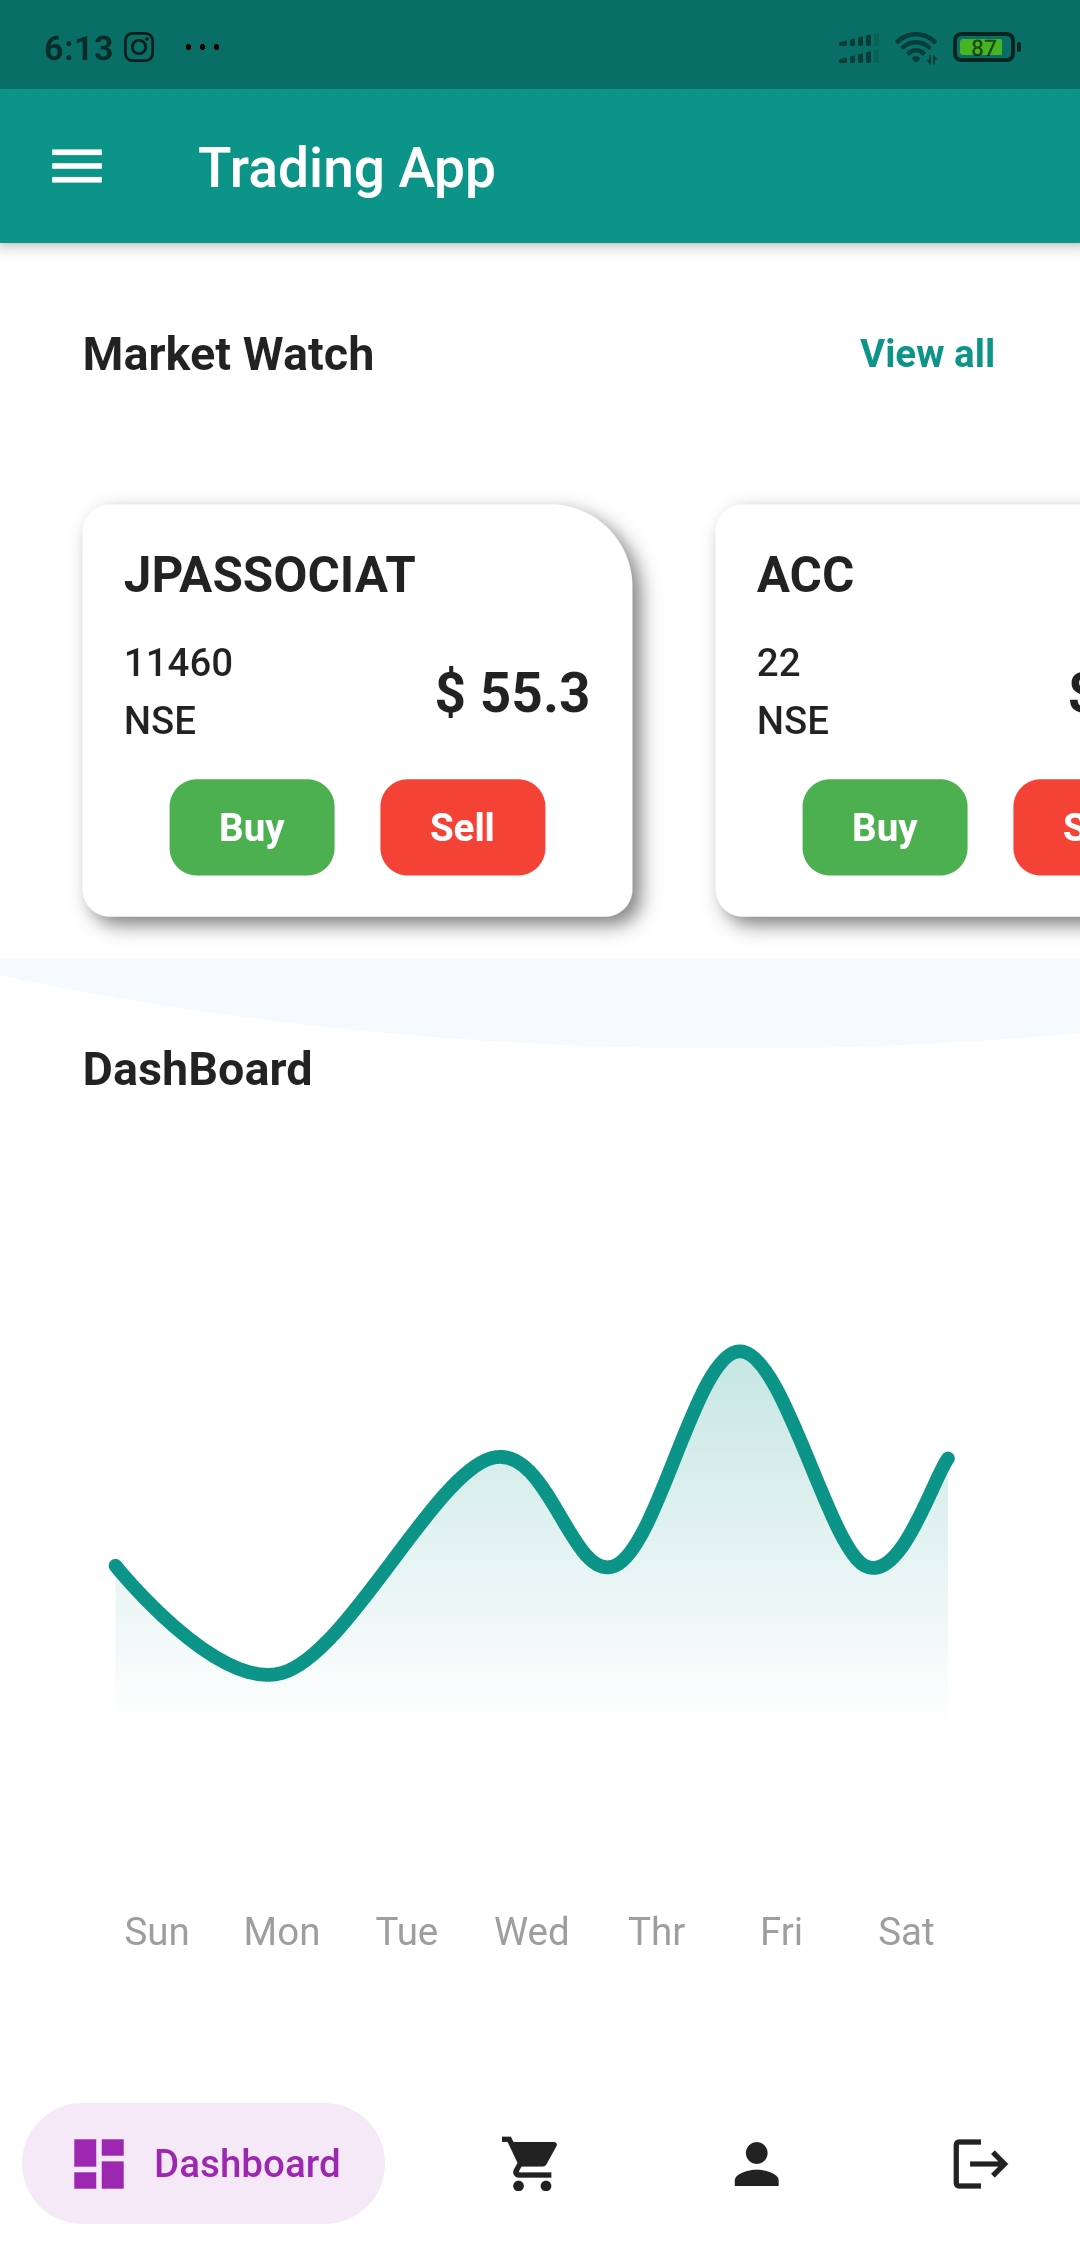 6:13 ... 87
Trading App
Market Watch View all
JPASSOCIAT
11460
NSE
$ 55.3
Buy Sell
ACC
22
NSE
$
Buy S
DashBoard
Sun Mon Tue Wed Thr Fri Sat
Dashboard